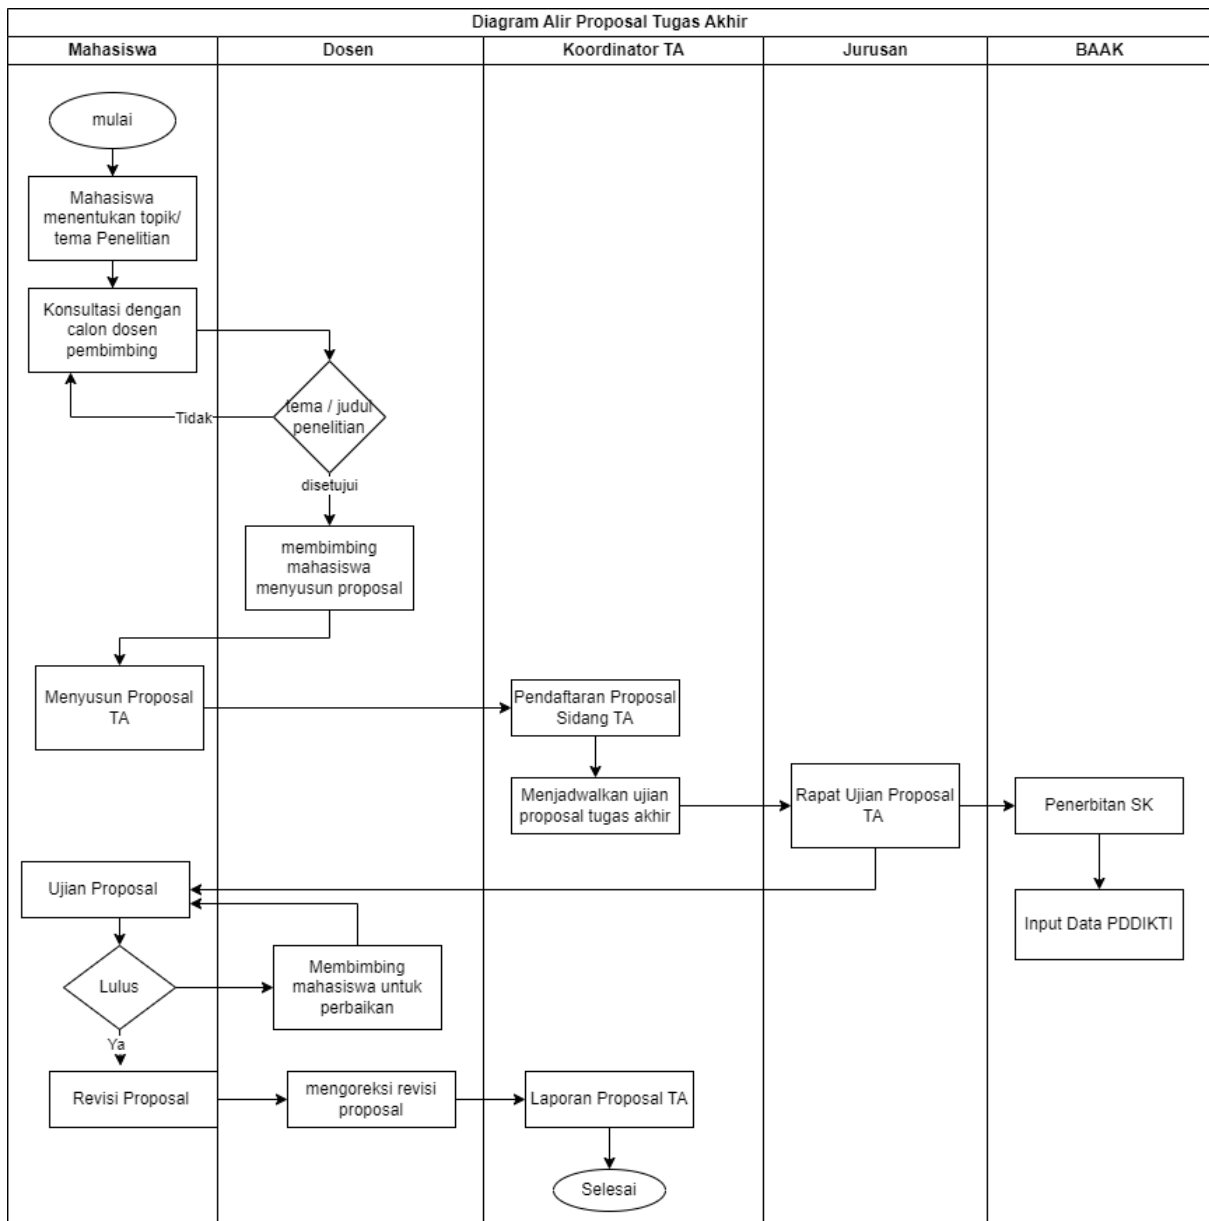 Diagram Alir Proposal Tugas Akhir
Mahasiswa
Dosen
Koordinator TA
Jurusan
BAAK
mulai
Mahasiswa
menentukan topik/
tema Penelitian
Konsultasi dengan
calon dosen
pembimbing
tema / judul
penelitian
Tidak
disetujui
membimbing
mahasiswa
menyusun proposal
Menyusun Proposal
TA
Pendaftaran Proposal
Sidang TA
Menjadwalkan ujian
proposal tugas akhir
Rapat Ujian Proposal
TA
Penerbitan SK
Input Data PDDIKTI
Ujian Proposal
Lulus
Membimbing
mahasiswa untuk
perbaikan
Ya
Revisi Proposal
mengoreksi revisi
proposal
Laporan Proposal TA
Selesai